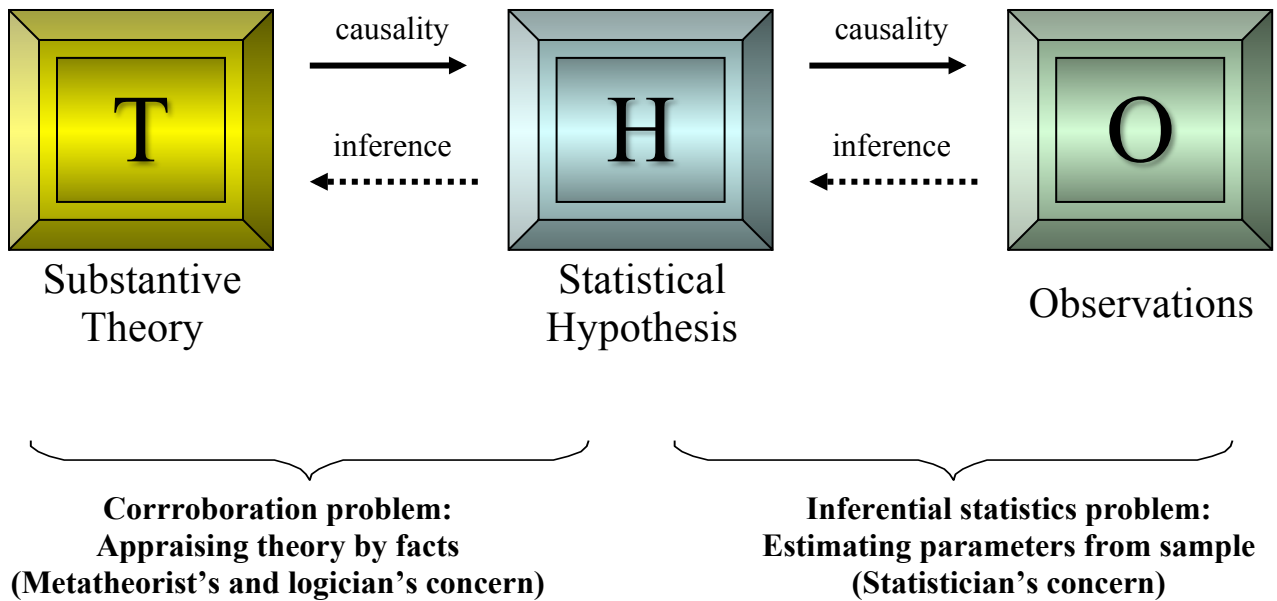 causality
causality
T
H
O
inference
inference
Substantive
Theory
Statistical
Hypothesis
Observations
Corrroboration problem:
Appraising theory by facts
(Metatheorist's and logician's concern)
Inferential statistics problem:
Estimating parameters from sample
(Statistician's concern)